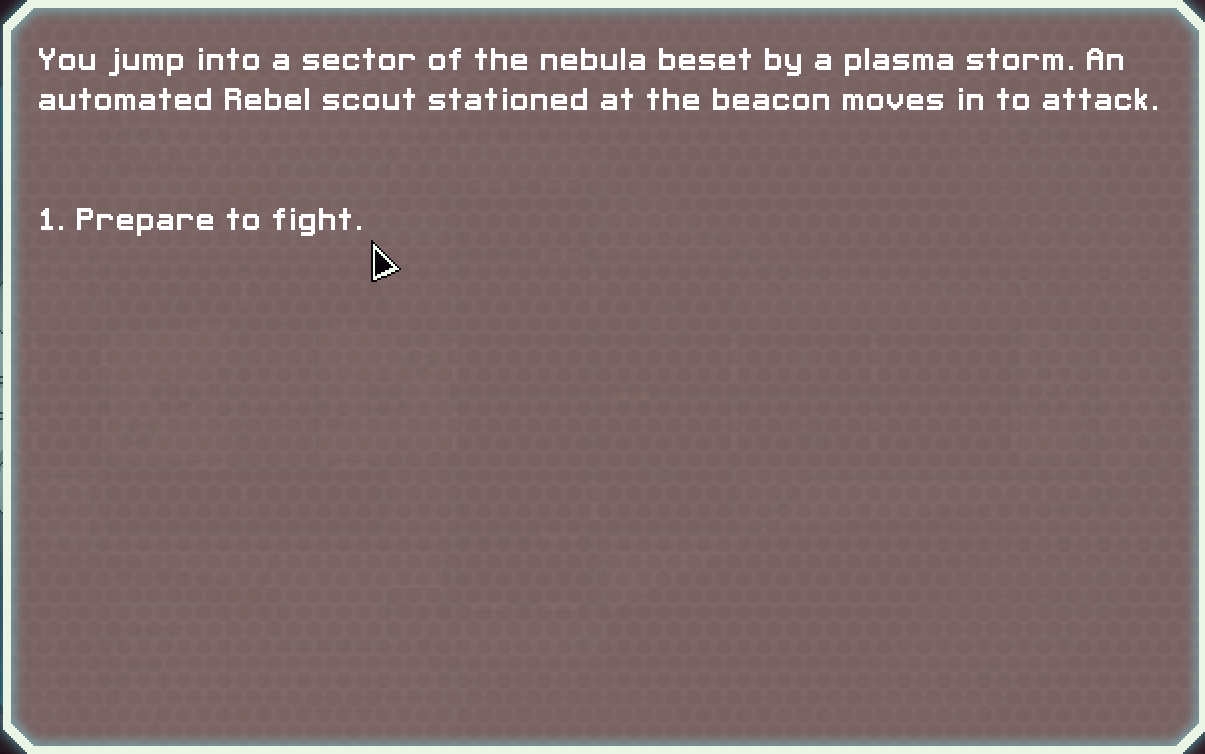 You jump into a sector of the nebula beset by a plasma storm. An
automated Rebel scout stationed at the beacon moves in to attack.
1. Prepare to fight.